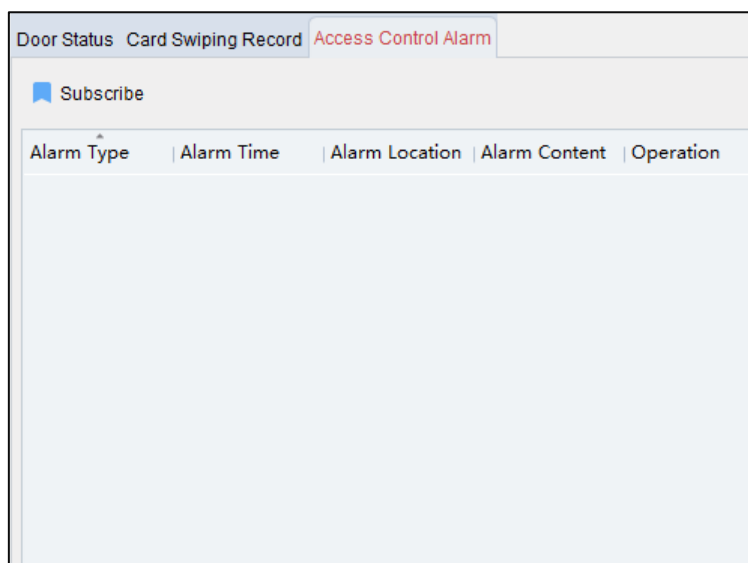 Door Status Card Swiping Record Access Control Alarm
Subscribe
Alarm Type Alarm Time Alarm Location Alarm Content Operation